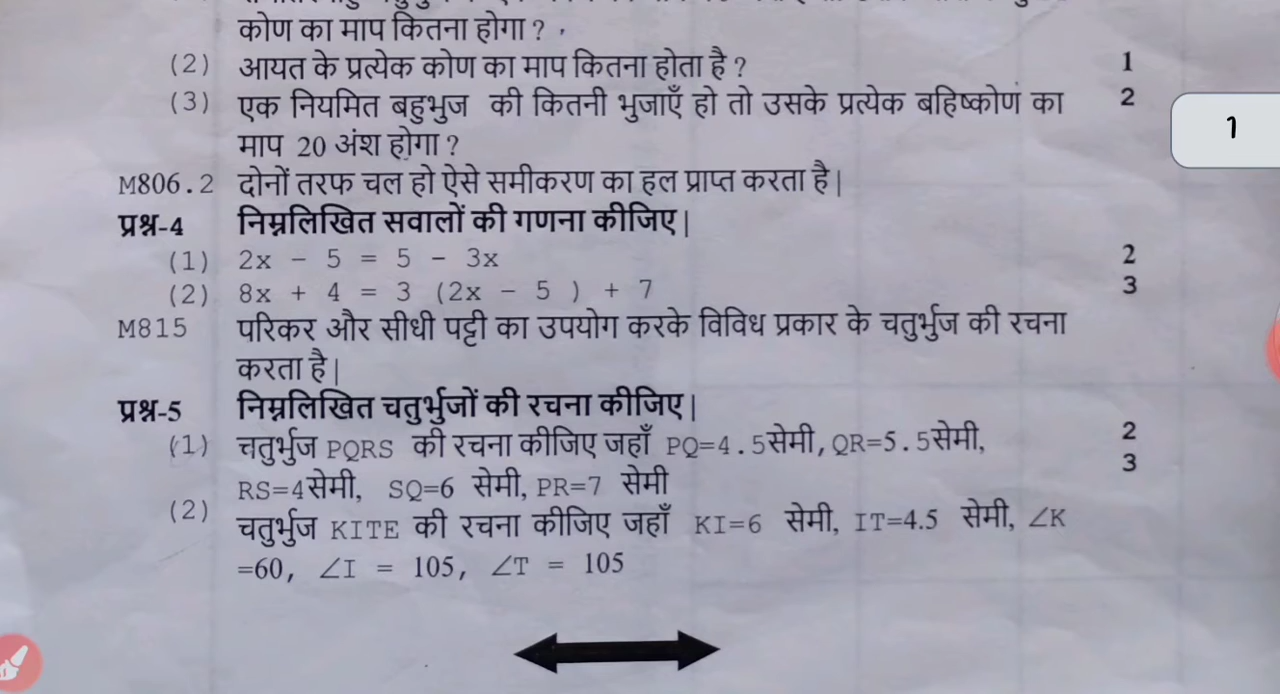 कोण का माप कितना होगा ?
(2) आयत के प्रत्येक कोण का माप कितना होता है ? 1
(3) एक नियमित बहुभुज की कितनी भुजाएँ हो तो उसके प्रत्येक बहिष्कोण का 2
माप 20 अंश होगा ?
M806.2 दोनों तरफ चल हो ऐसे समीकरण का हल प्राप्त करता है|
प्रश्न-4 निम्नलिखित सवालों की गणना कीजिए|
(1) 2x - 5 = 5 - 3x 2
(2) 8x + 4 = 3 (2x - 5 ) + 7 3
M815 परिकर और सीधी पट्टी का उपयोग करके विविध प्रकार के चतुर्भुज की रचना
करता है|
प्रश्न-5 निम्नलिखित चतुर्भुजों की रचना कीजिए|
(1) चतुर्भुज PQRS की रचना कीजिए जहाँ PQ=4.5सेमी, QR=5.5सेमी, 2
RS=4सेमी, SQ=6 सेमी, PR=7 सेमी 3
(2) चतुर्भुज KITE की रचना कीजिए जहाँ KI=6 सेमी, IT=4.5 सेमी, ∠K
=60, ∠I = 105, ∠T = 105
1